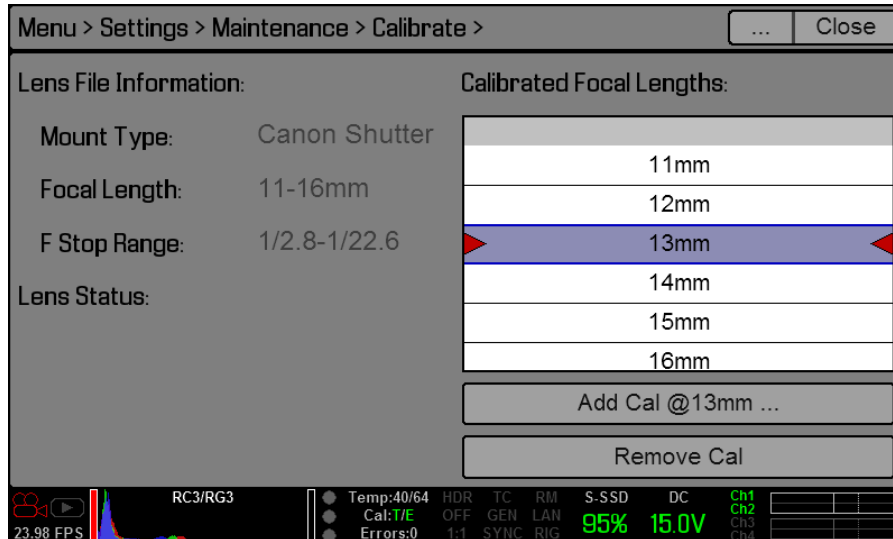 Menu > Settings > Maintenance > Calibrate >
...
Close
Lens File Information:
Mount Type: Canon Shutter
Focal Length: 11-16mm
F Stop Range: 1/2.8-1/22.6
Lens Status:
Calibrated Focal Lengths:
11mm
12mm
13mm
14mm
15mm
16mm
Add Cal @13mm ...
Remove Cal
23.98 FPS
RC3/RG3
Temp:40/64
Cal:T/E
Errors:0
HDR TC RM
OFF GEN LAN
1:1 SYNC RIG
S-SSD
95%
DC
15.0V
Ch1
Ch2
Ch3
Ch4